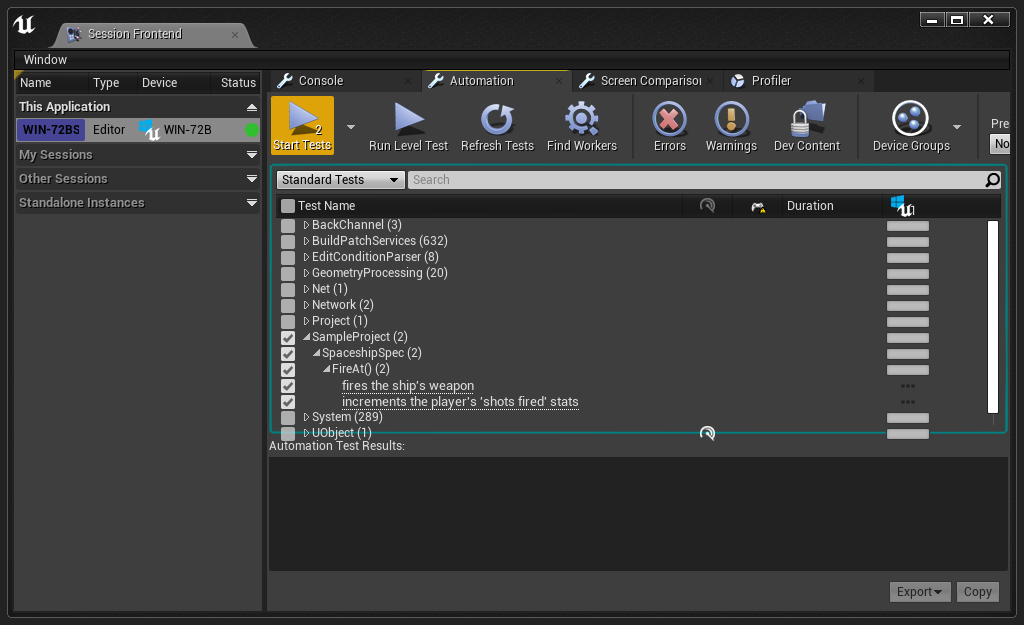 Session Frontend
Window
Name Type Device Status
This Application
WIN-72BS Editor WIN-72B
My Sessions
Other Sessions
Standalone Instances
Console Automation Screen Comparison Profiler
2
Start Tests Run Level Test Refresh Tests Find Workers Errors Warnings Dev Content Device Groups
Pre
No
Standard Tests Search
Test Name Duration
BackChannel (3)
BuildPatchServices (632)
EditConditionParser (8)
GeometryProcessing (20)
Net (1)
Network (2)
Project (1)
SampleProject (2)
SpaceshipSpec (2)
FireAt() (2)
fires the ship's weapon
increments the player's 'shots fired' stats
System (289)
UObject (1)
Automation Test Results:
Export Copy